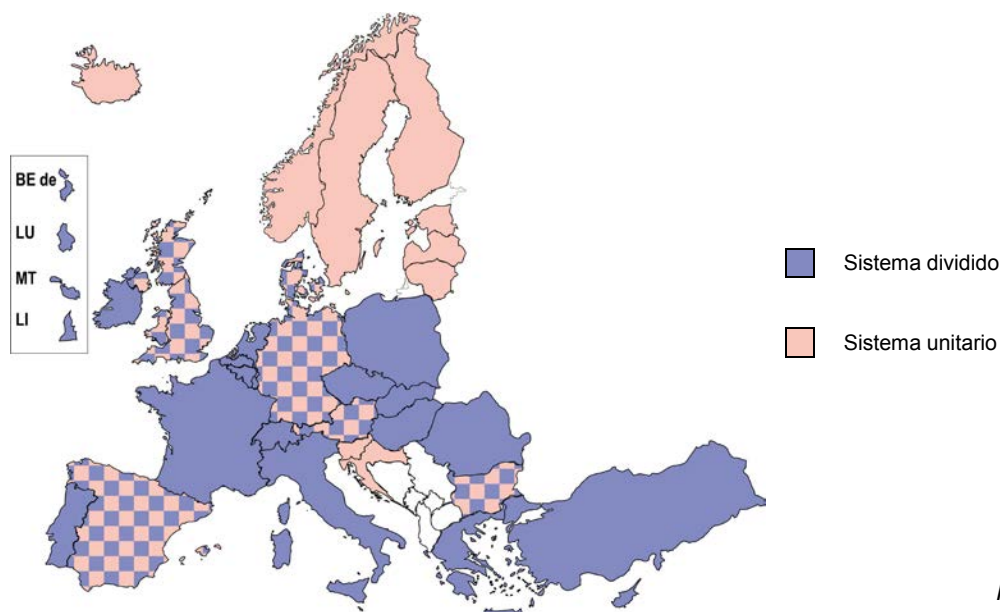 BE de
LU
MT
LI
Sistema dividido
Sistema unitario